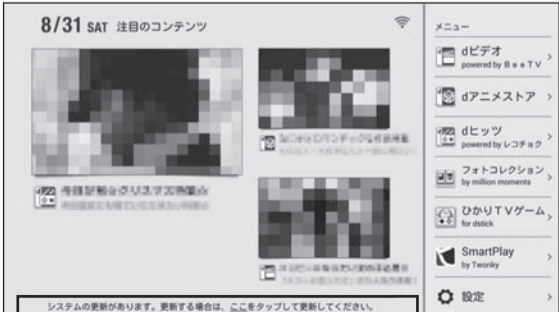 8/31 SAT 注目のコンテンツ
メニュー
dビデオ
powered by BeeTV
dアニメストア
dヒッツ
powered by レコチョク
フォトコレクション
by million moments
ひかりTVゲーム
for dstick
SmartPlay
by Twonky
設定
システムの更新があります。更新する場合は、ここをタップして更新してください。